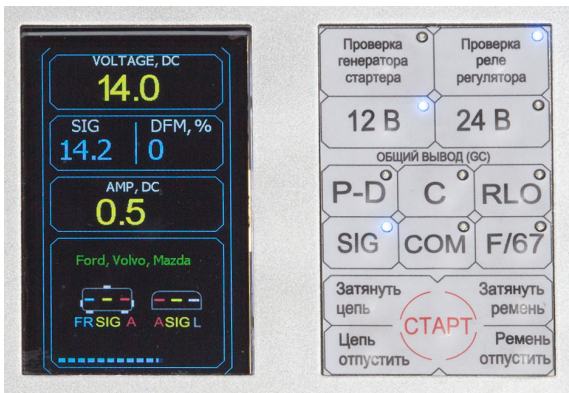 VOLTAGE, DC
14.0
SIG
DFM, %
14.2
0
AMP, DC
0.5
Ford, Volvo, Mazda
FR SIG A
A SIG L
Проверка
генератора
стартера
Проверка
реле
регулятора
12 В
24 В
ОБЩИЙ ВЫВОД (GC)
P-D
C
RLO
SIG
COM
F/67
Затянуть
цепь
Затянуть
ремень
СТАРТ
Цепь
отпустить
Ремень
отпустить